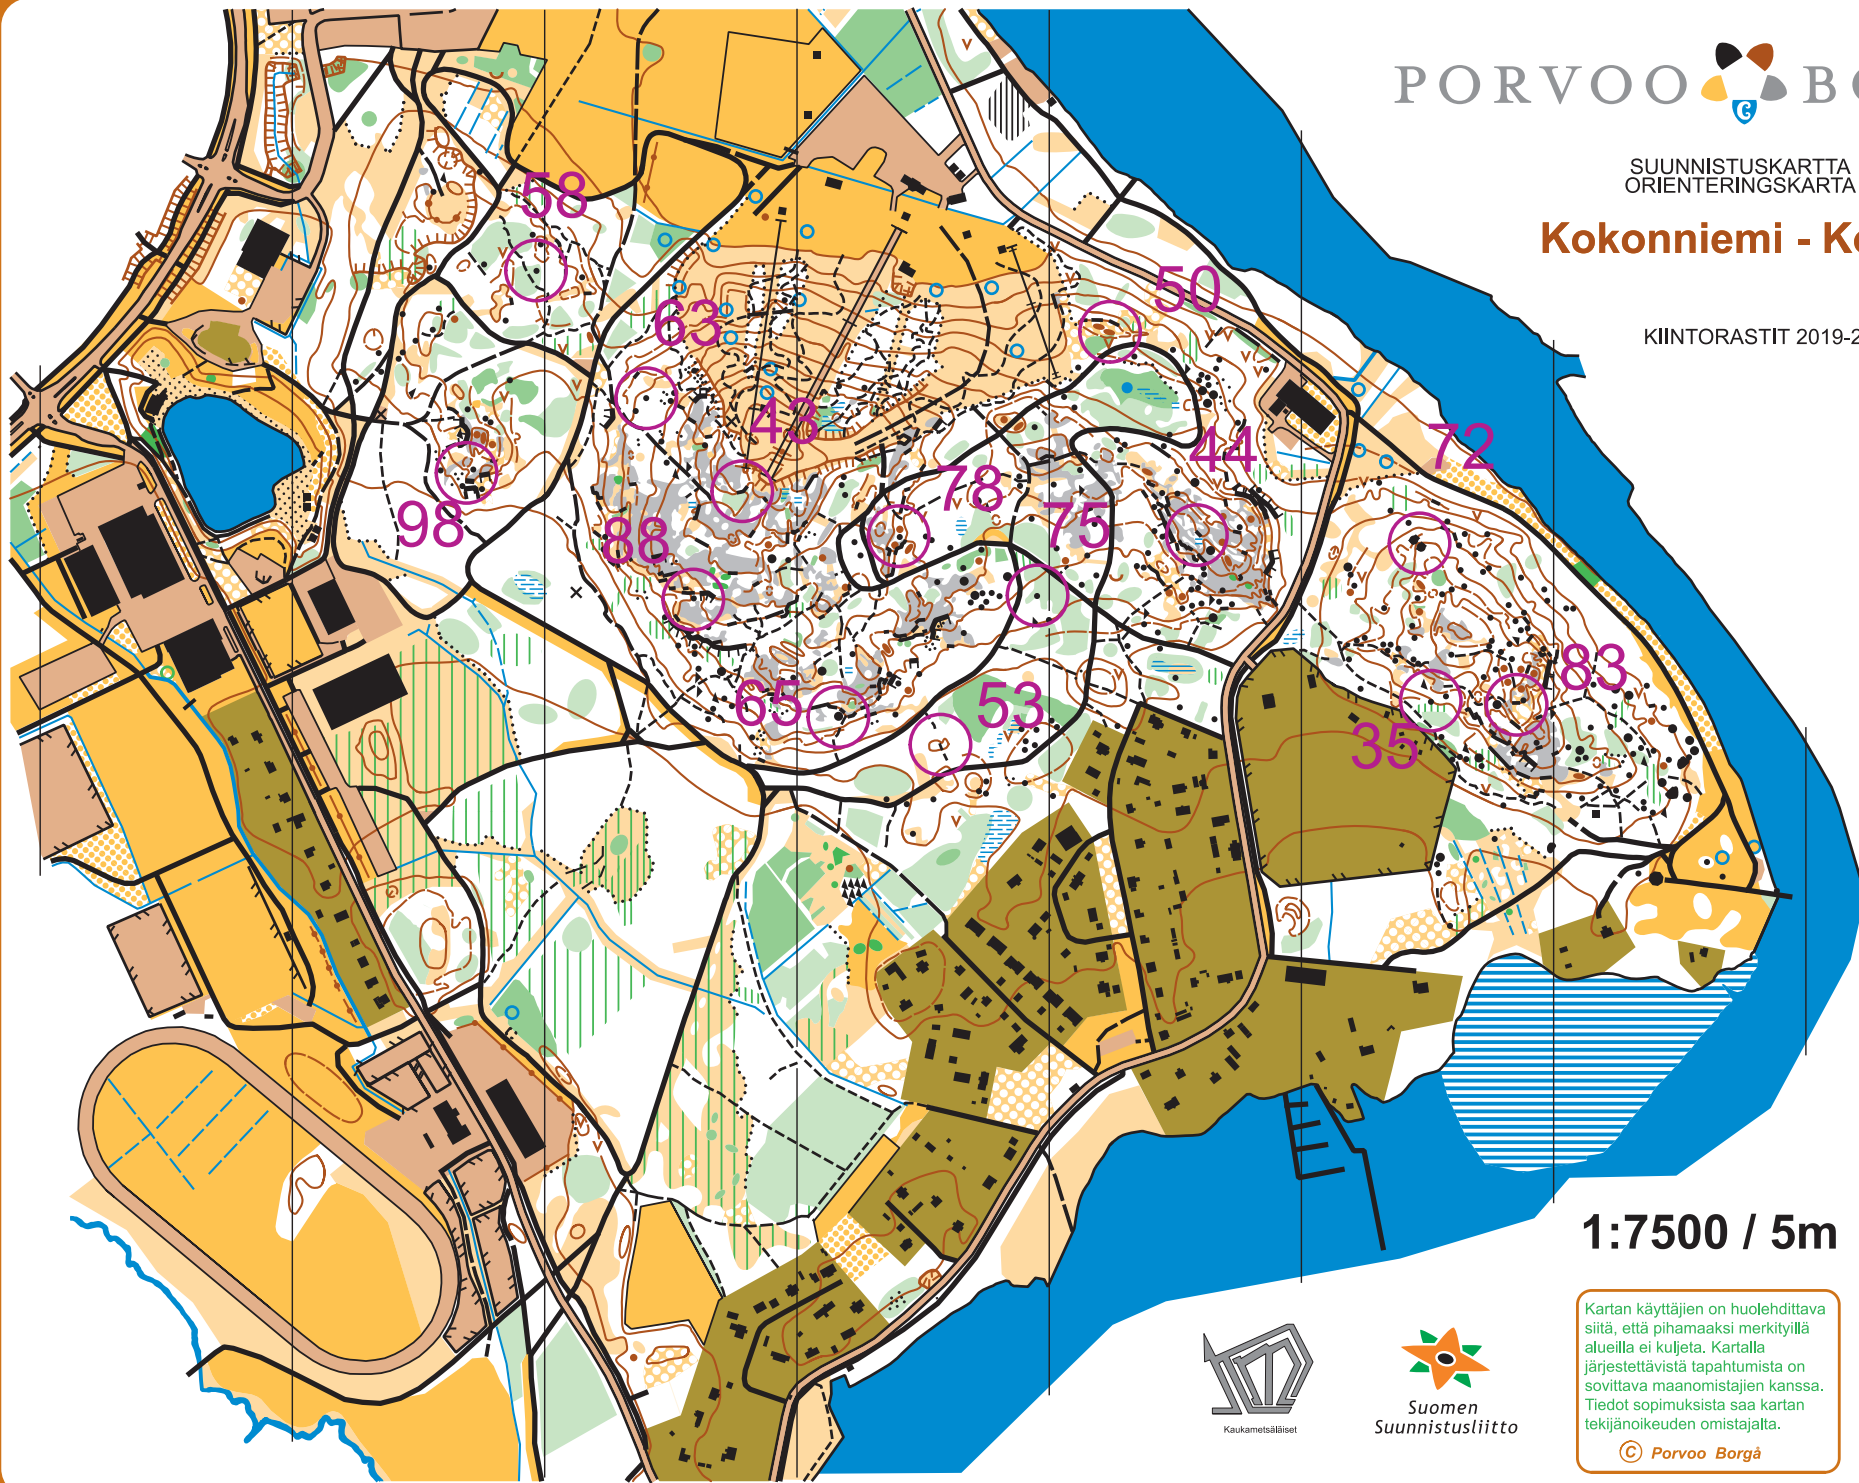 PORVOO
SUUNNISTUSKARTTA
ORIENTERINGSKARTA
Kokonniemi -
KIINTORASTIT 2019-2
58
63
50
43
44
72
78
75
98
88
65
53
83
35
1:7500 / 5m
Kartan käyttäjien on huolehdittava
siitä, että pihamaaksi merkityillä
alueilla ei kuljeta. Kartalla
järjestettävistä tapahtumista on
sovittava maanomistajien kanssa.
Tiedot sopimuksista saa kartan
tekijänoikeuden omistajalta.
© Porvoo Borgå
Kaukametsäläiset
Suomen
Suunnistusliitto